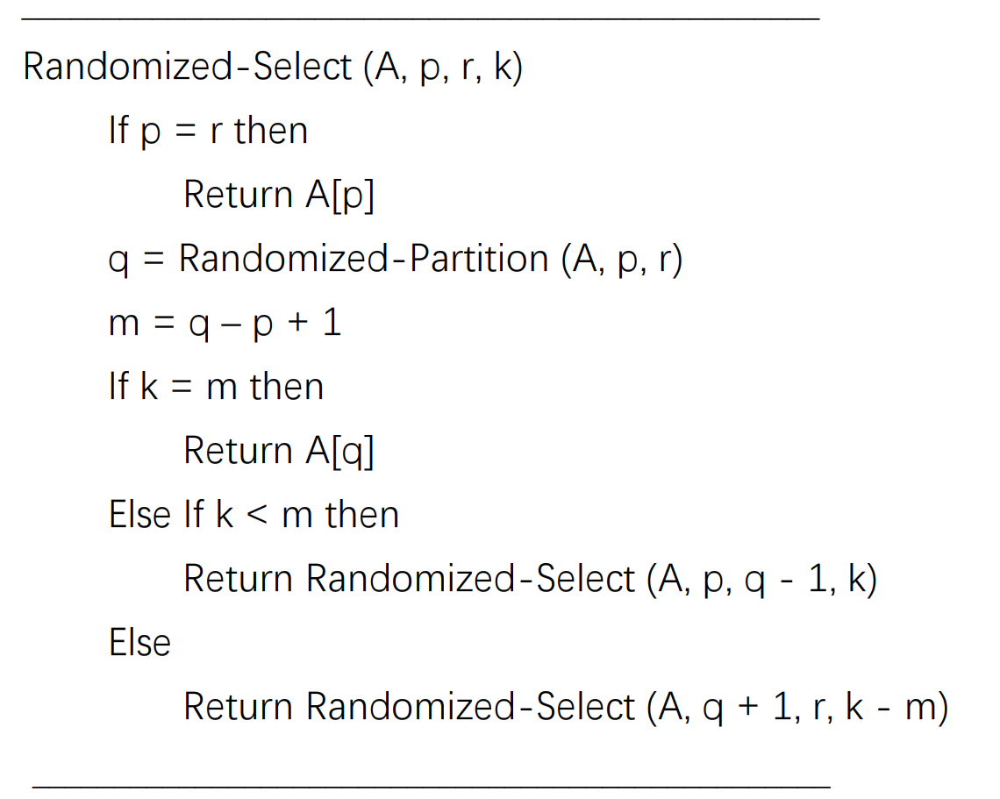 Randomized-Select (A, p, r, k)
If p = r then
Return A[p]
q = Randomized-Partition (A, p, r)
m = q – p + 1
If k = m then
Return A[q]
Else If k < m then
Return Randomized-Select (A, p, q - 1, k)
Else
Return Randomized-Select (A, q + 1, r, k - m)